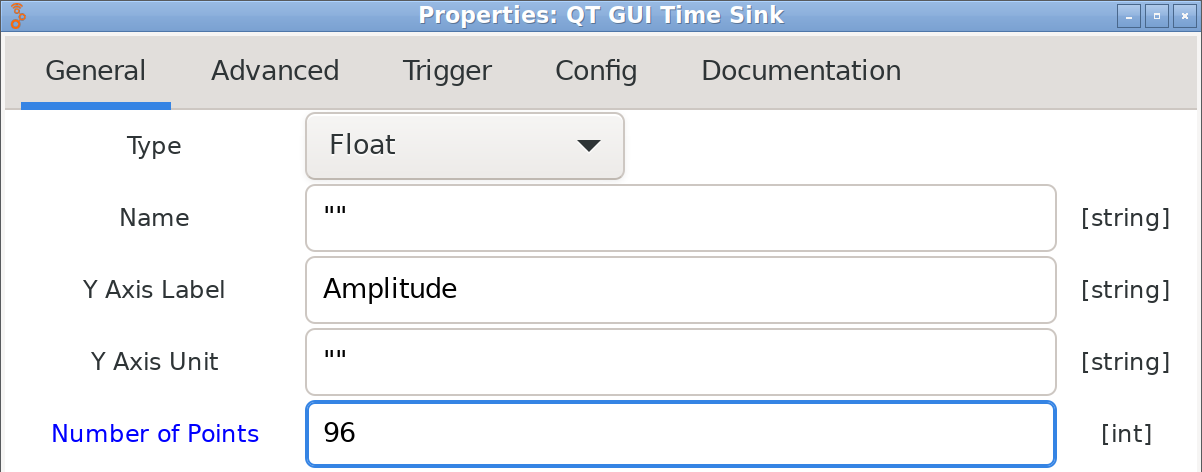 Properties: QT GUI Time Sink
General Advanced Trigger Config Documentation
Type Float
Name "" [string]
Y Axis Label Amplitude [string]
Y Axis Unit "" [string]
Number of Points 96 [int]